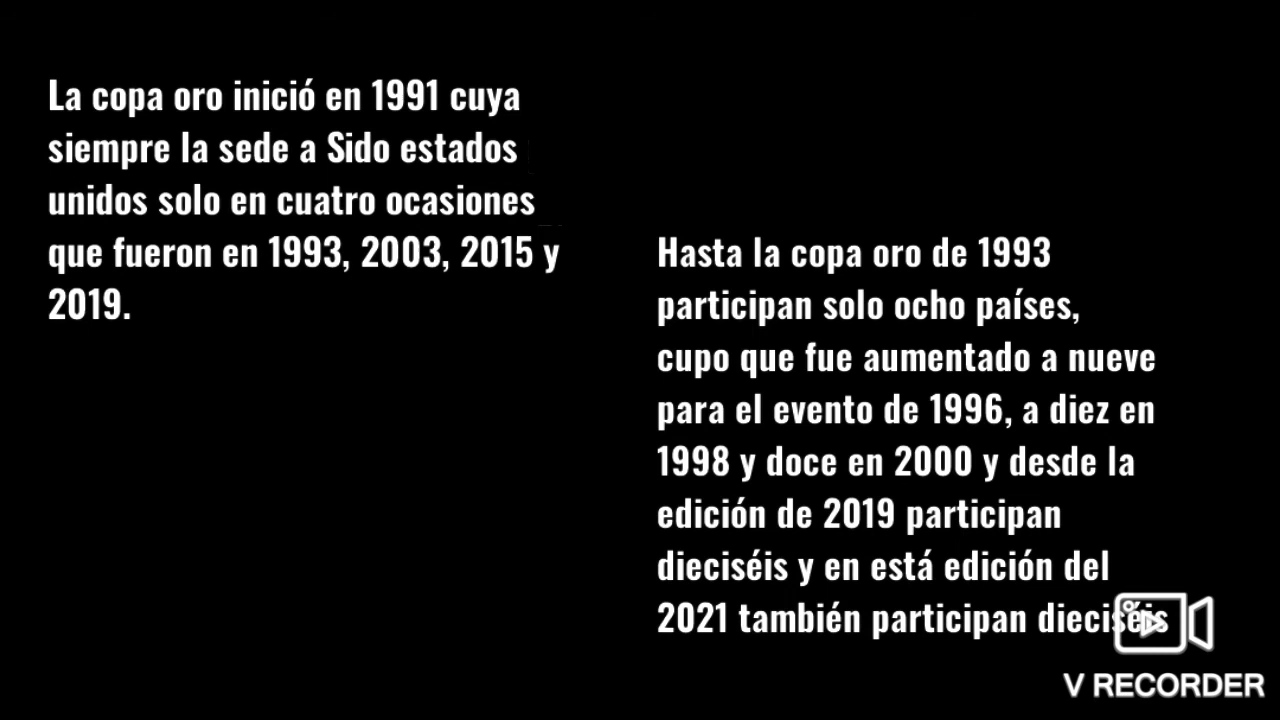 La copa oro inició en 1991 cuya
siempre la sede a Sido estados
unidos solo en cuatro ocasiones
que fueron en 1993, 2003, 2015 y
2019.
Hasta la copa oro de 1993
participan solo ocho países,
cupo que fue aumentado a nueve
para el evento de 1996, a diez en
1998 y doce en 2000 y desde la
edición de 2019 participan
dieciséis y en está edición del
2021 también participan dieciséis
V RECORDER